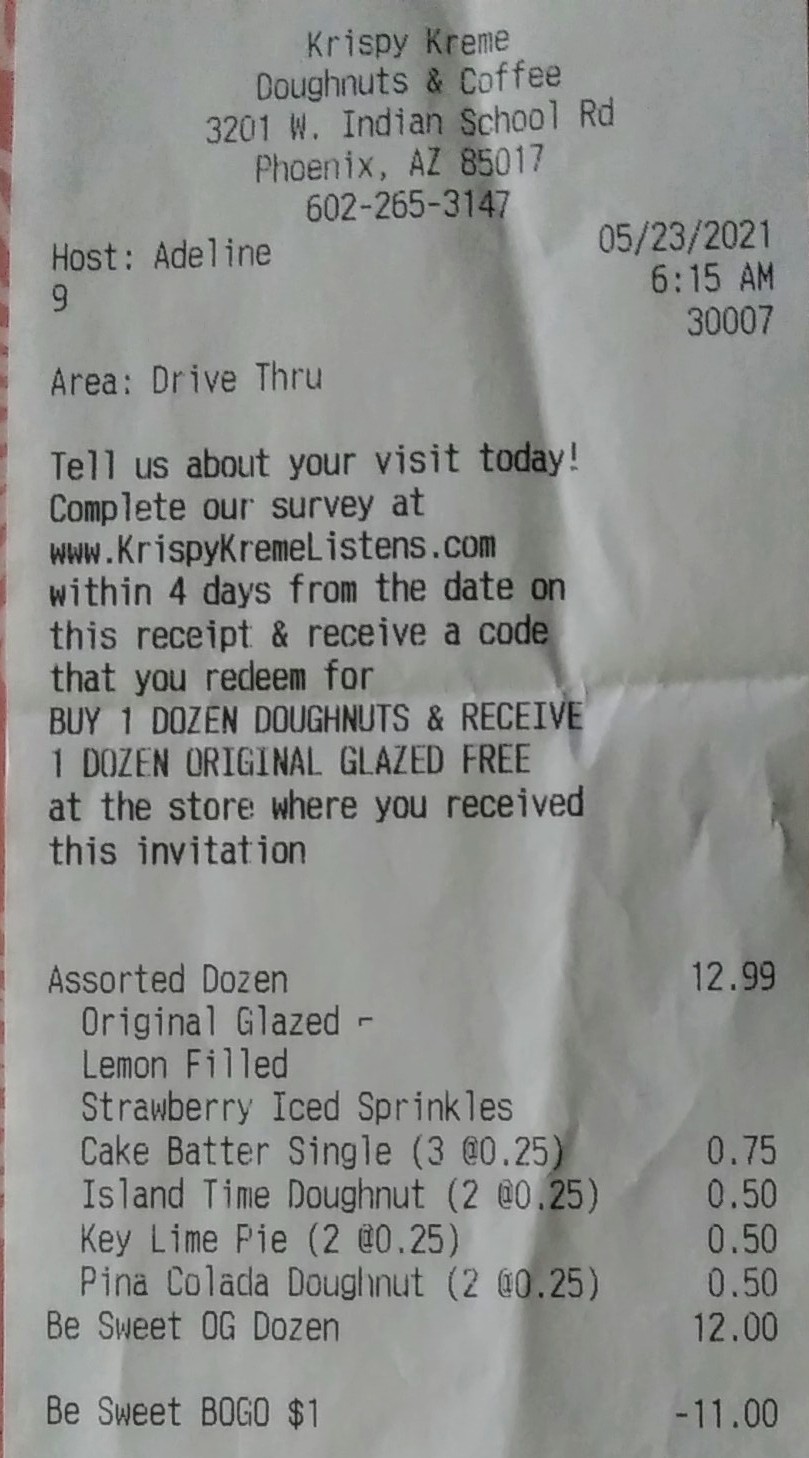 Krispy Kreme
Doughnuts & Coffee
3201 W. Indian School Rd
Phoenix, AZ 85017
602-265-3147
Host: Adeline 05/23/2021
9 6:15 AM
30007
Area: Drive Thru
Tell us about your visit today!
Complete our survey at
www.KrispyKremeListens.com
within 4 days from the date on
this receipt & receive a code
that you redeem for
BUY 1 DOZEN DOUGHNUTS & RECEIVE
1 DOZEN ORIGINAL GLAZED FREE
at the store where you received
this invitation
Assorted Dozen 12.99
Original Glazed -
Lemon Filled
Strawberry Iced Sprinkles
Cake Batter Single (3 @0.25) 0.75
Island Time Doughnut (2 @0.25) 0.50
Key Lime Pie (2 @0.25) 0.50
Pina Colada Doughnut (2 @0.25) 0.50
Be Sweet OG Dozen 12.00
Be Sweet BOGO $1 -11.00